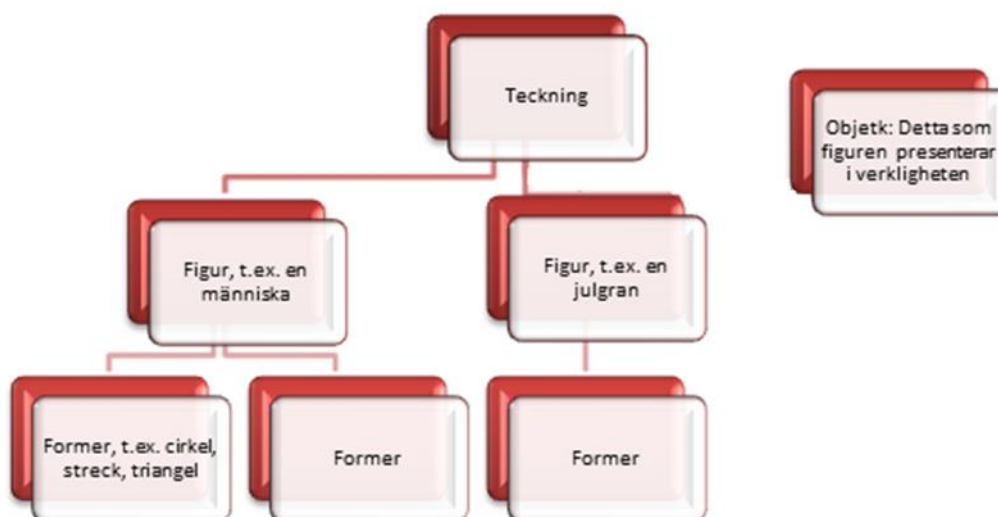 Teckning
Objetk: Detta som
figuren presenterar
i verkligheten
Figur, t.ex. en
människa
Figur, t.ex. en
julgran
Former, t.ex. cirkel,
streck, triangel
Former
Former